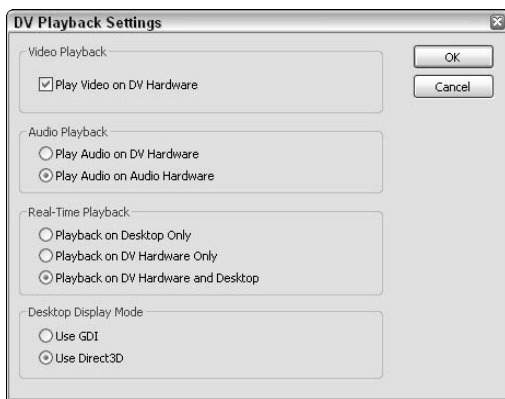 DV Playback Settings
Video Playback
Play Video on DV Hardware
OK
Cancel
Audio Playback
Play Audio on DV Hardware
Play Audio on Audio Hardware
Real-Time Playback
Playback on Desktop Only
Playback on DV Hardware Only
Playback on DV Hardware and Desktop
Desktop Display Mode
Use GDI
Use Direct3D